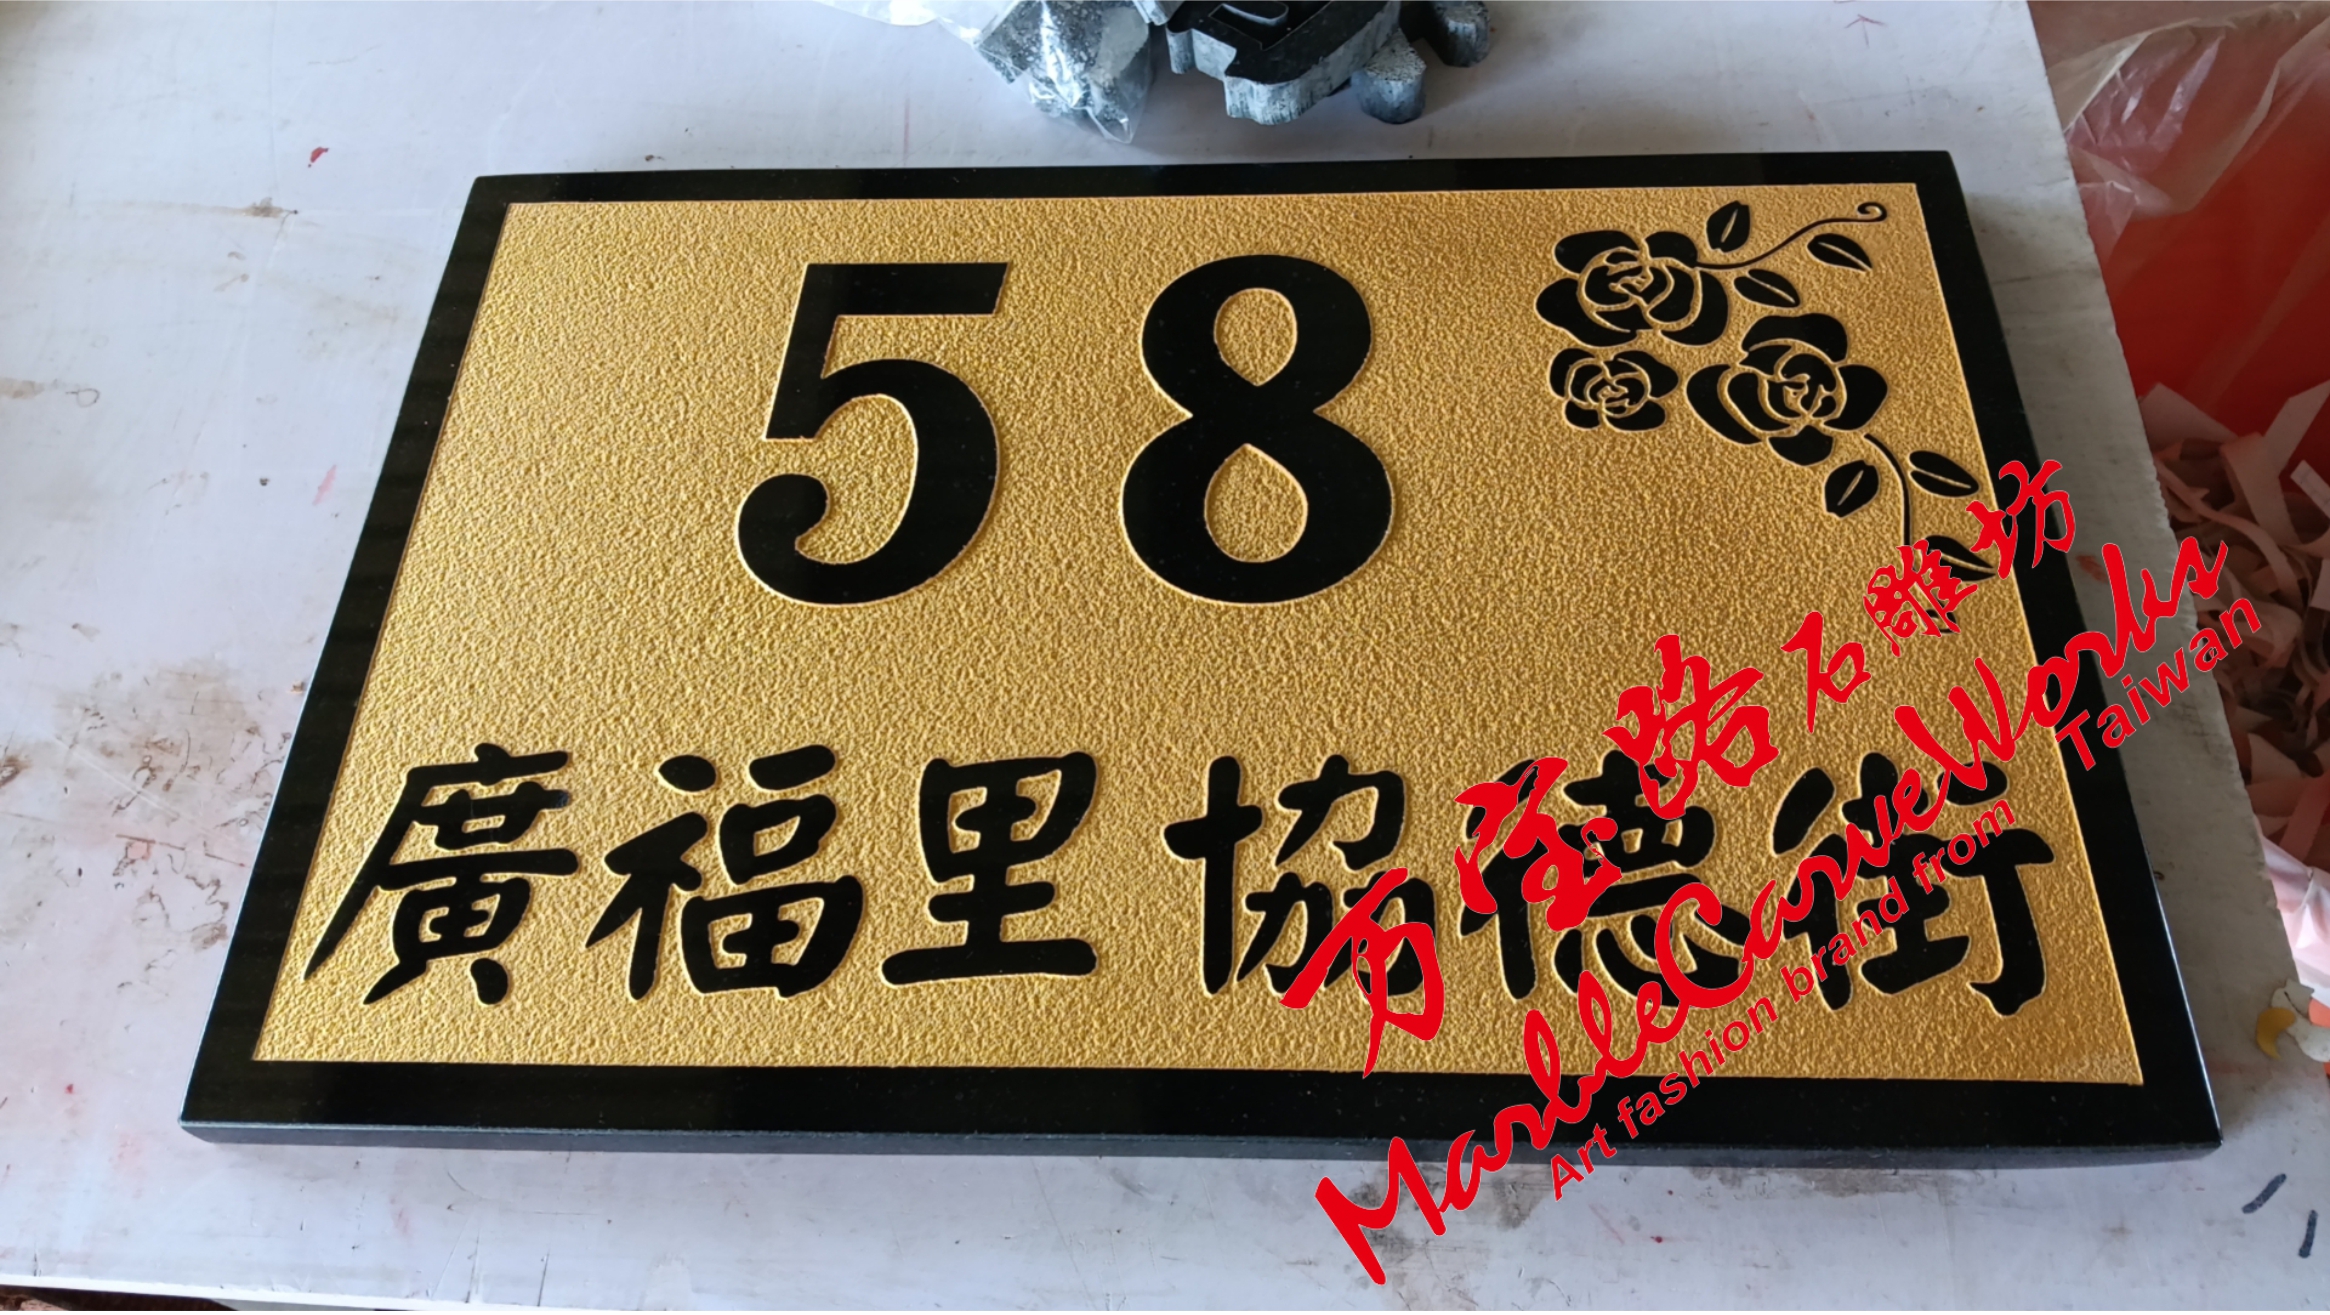 58
廣福里 協德街
石雕坊
MarbleCarveWorks
Art fashion brand from Taiwan